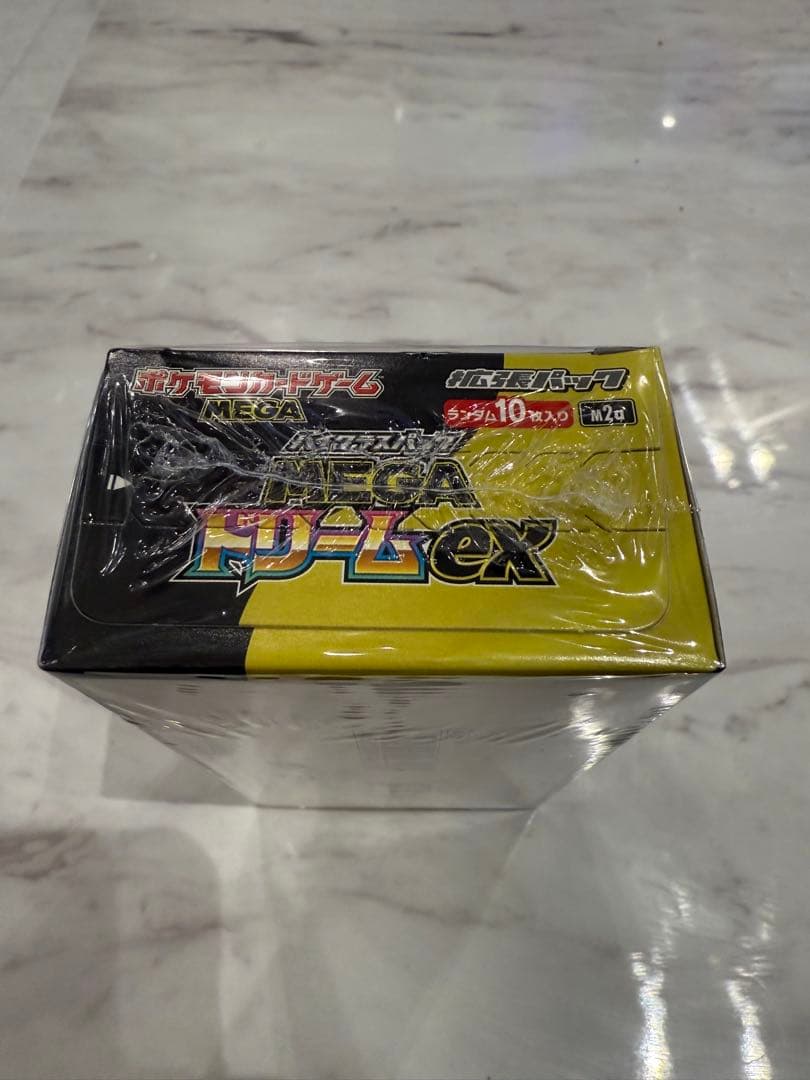 ポケモンカードゲーム
MEGA
拡張パック
ランダム10枚入り
M2a
ハイクラスパック
MEGA
ドリームex